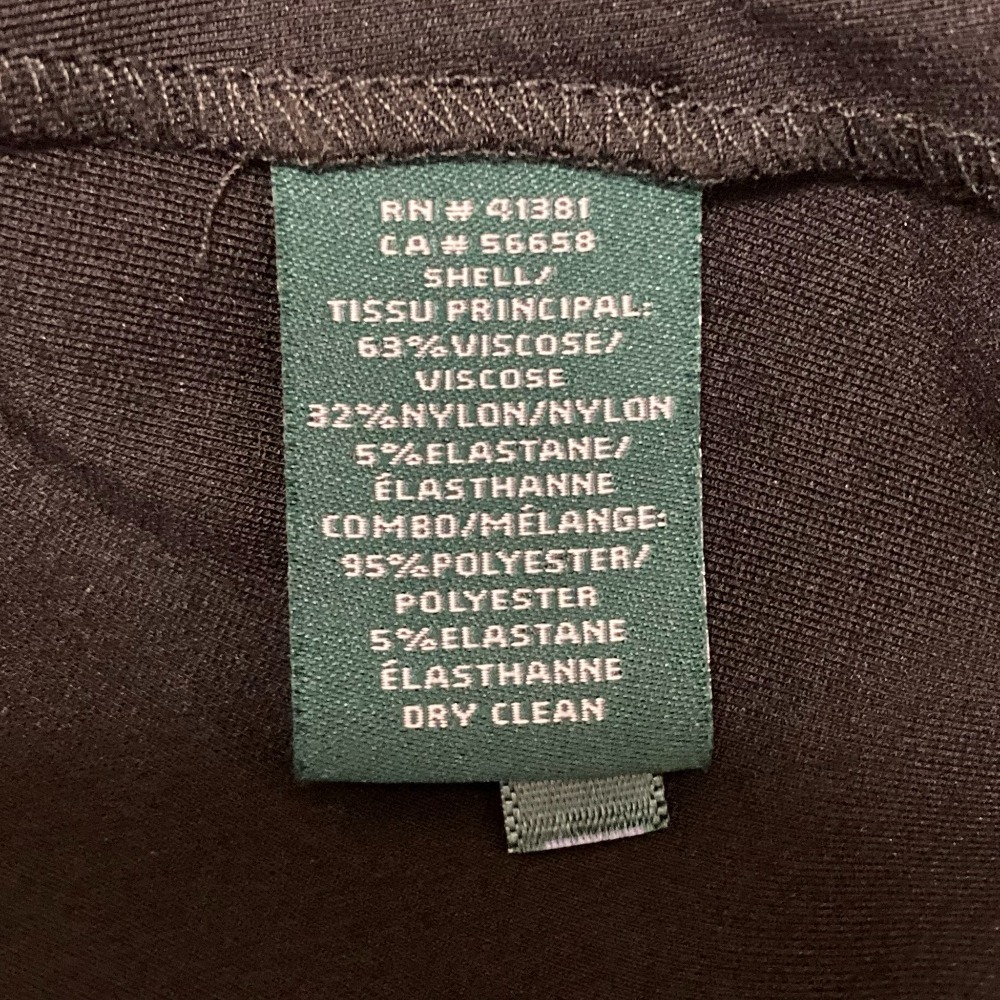 RN # 41381
CA # 56658
SHELL/
TISSU PRINCIPAL:
63%VISCOSE/
VISCOSE
32%NYLON/NYLON
5%ELASTANE/
ÉLASTHANNE
COMBO/MÉLANGE:
95%POLYESTER/
POLYESTER
5%ELASTANE
ÉLASTHANNE
DRY CLEAN